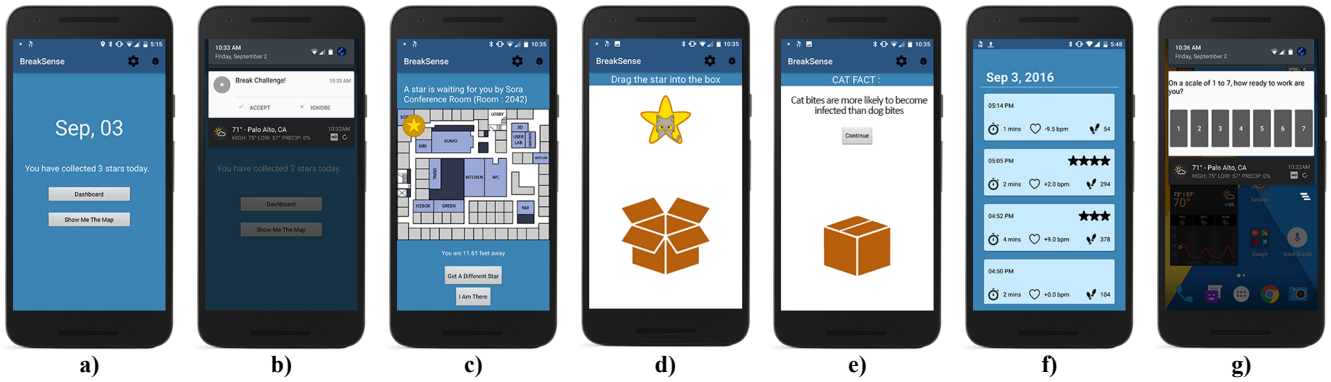 5:15
BreakSense
Sep, 03
You have collected 3 stars today.
Dashboard
Show Me The Map
a)
10:33 AM
Friday, September 2
Break Challenge!
10:33 AM
ACCEPT
IGNORE
71° - Palo Alto, CA
10:32AM
HIGH: 75° LOW: 57° PRECIP: 0%
You have collected 3 stars today.
Dashboard
Show Me The Map
b)
10:35
BreakSense
A star is waiting for you by Sora
Conference Room (Room : 2042)
LOBBY
KUMO
USER
LAB
KITCHEN
WC
ICEBOX
GREEN
You are 11.61 feet away
Get A Different Star
I Am There
c)
10:35
BreakSense
Drag the star into the box
d)
10:35
BreakSense
CAT FACT :
Cat bites are more likely to become
infected than dog bites
Continue
e)
5:48
Sep 3, 2016
05:14 PM
1 mins
-9.5 bpm
54
05:05 PM
2 mins
+2.0 bpm
294
04:52 PM
4 mins
+9.0 bpm
378
04:50 PM
2 mins
+0.0 bpm
104
f)
10:36 AM
Friday, September 2
On a scale of 1 to 7, how ready to work are
you?
1 2 3 4 5 6 7
71° - Palo Alto, CA
10:32AM
HIGH: 75° LOW: 57° PRECIP: 0%
70°
Google
g)